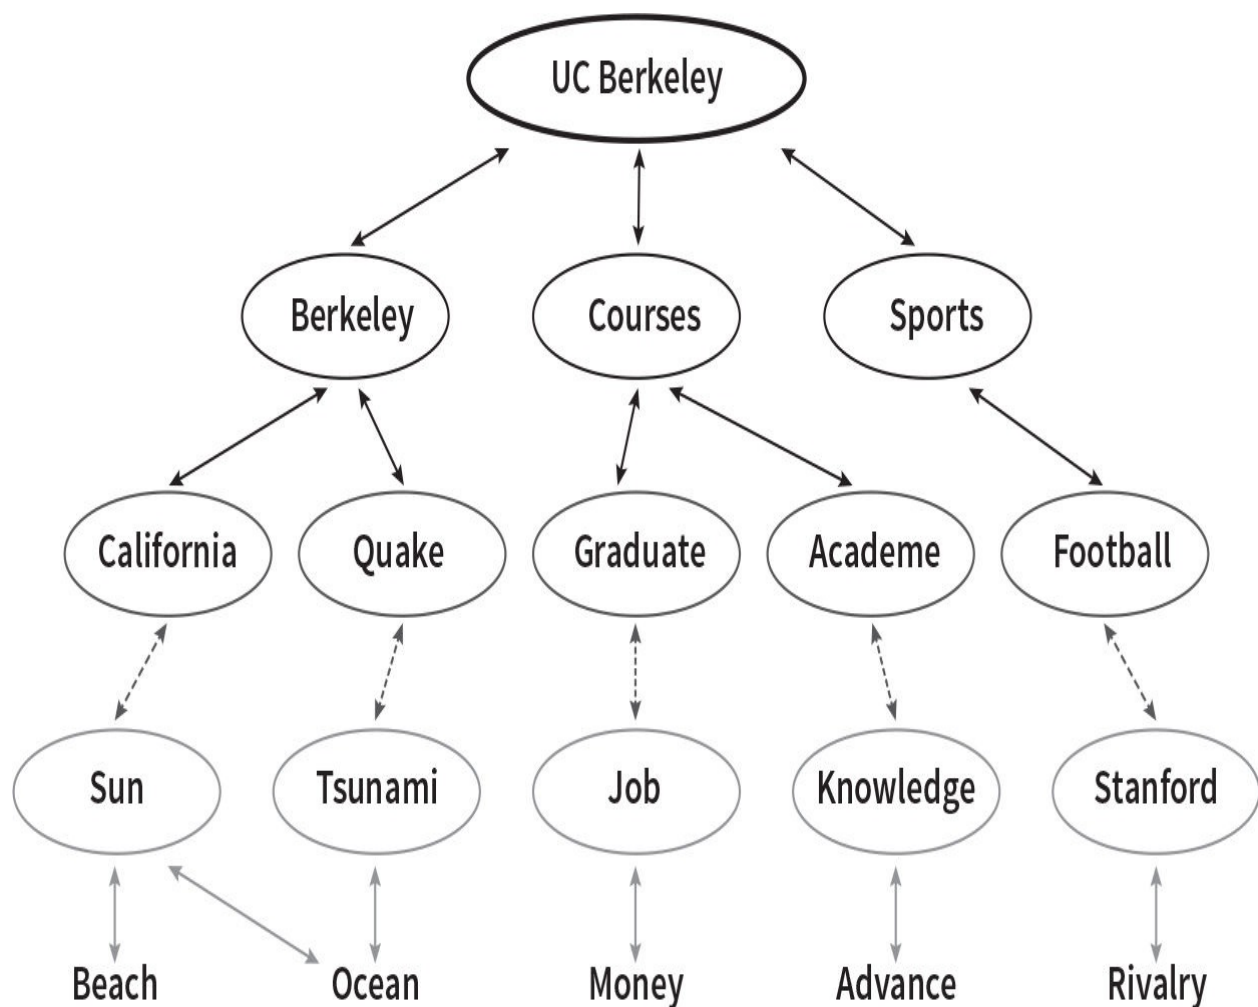 UC Berkeley
Berkeley Courses Sports
California Quake Graduate Academe Football
Sun Tsunami Job Knowledge Stanford
Beach Ocean Money Advance Rivalry